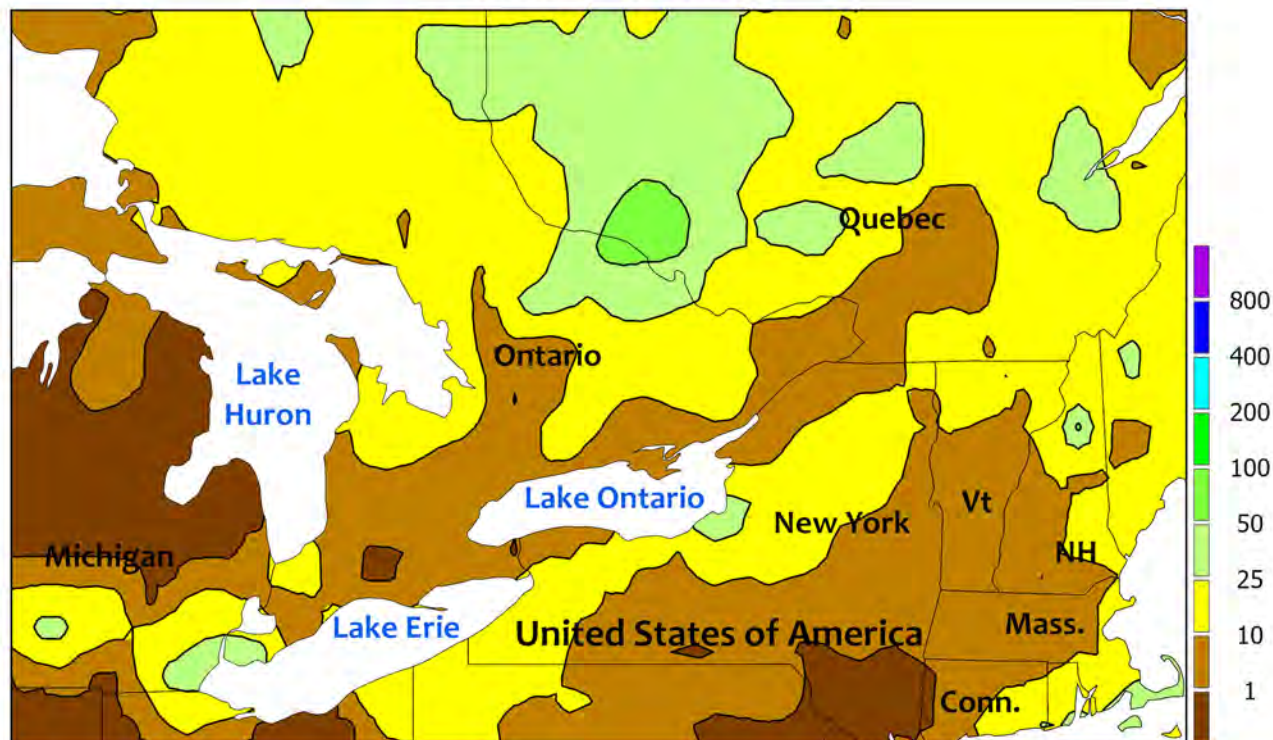 Quebec
Ontario
Lake
Huron
Lake Ontario
New York
Vt
NH
Michigan
Lake Erie
United States of America
Mass.
Conn.
800
400
200
100
50
25
10
1